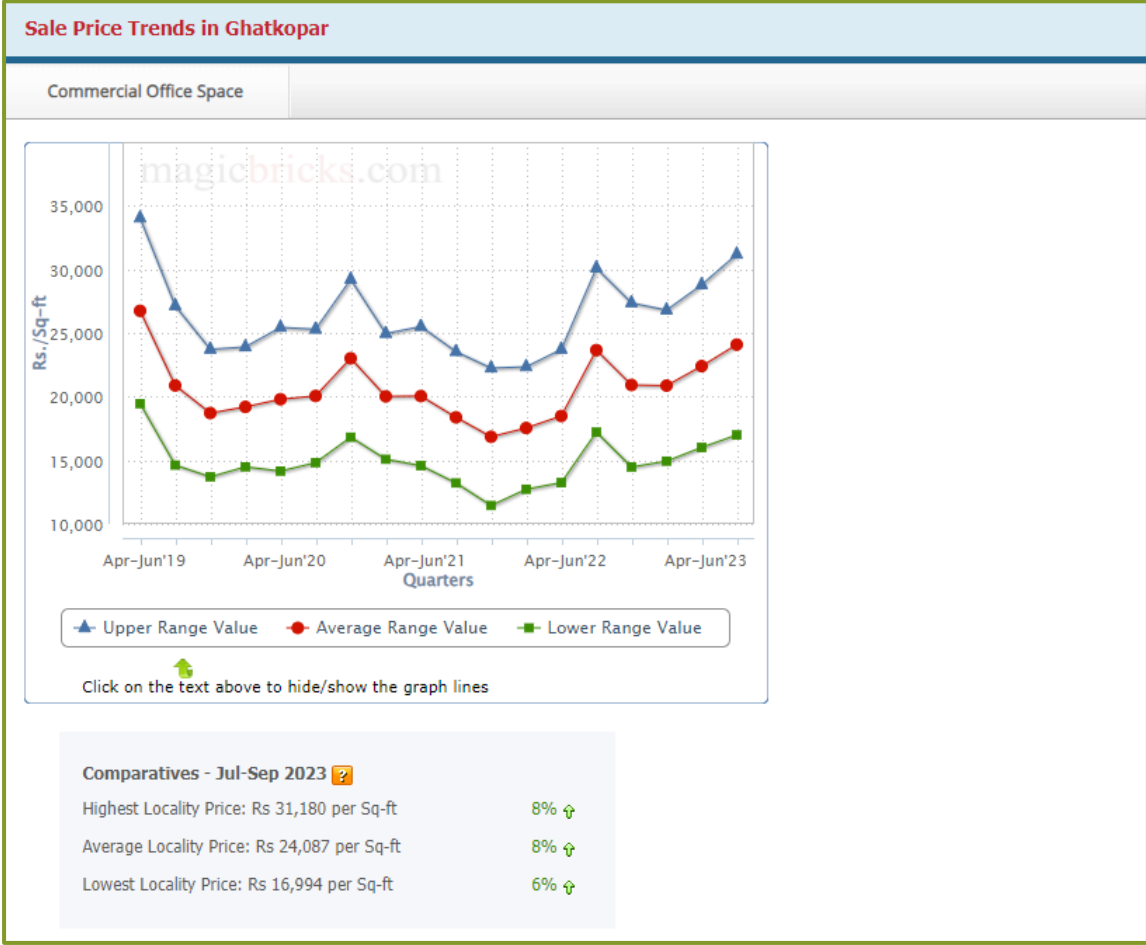 Sale Price Trends in Ghatkopar
Commercial Office Space
magicbricks.com
35,000
30,000
25,000
20,000
15,000
10,000
Rs./Sq-ft
Apr-Jun'19 Apr-Jun'20 Apr-Jun'21 Apr-Jun'22 Apr-Jun'23
Quarters
Upper Range Value Average Range Value Lower Range Value
Click on the text above to hide/show the graph lines
Comparatives - Jul-Sep 2023 ?
Highest Locality Price: Rs 31,180 per Sq-ft 8%
Average Locality Price: Rs 24,087 per Sq-ft 8%
Lowest Locality Price: Rs 16,994 per Sq-ft 6%